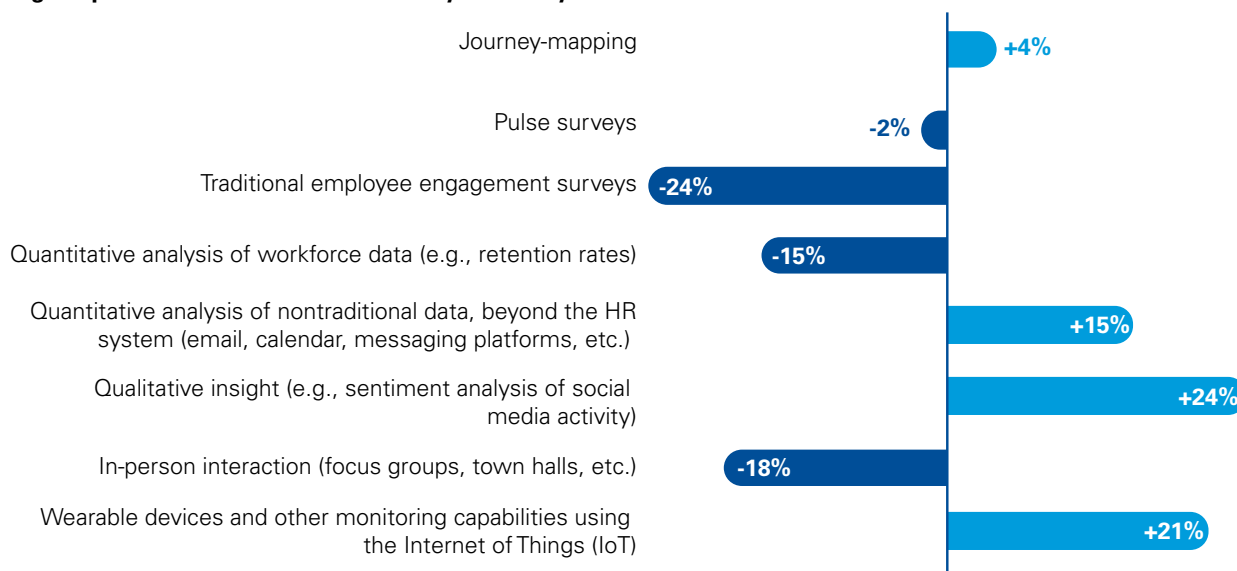 Journey-mapping
+4%
Pulse surveys
-2%
Traditional employee engagement surveys
-24%
Quantitative analysis of workforce data (e.g., retention rates)
-15%
Quantitative analysis of nontraditional data, beyond the HR
system (email, calendar, messaging platforms, etc.)
+15%
Qualitative insight (e.g., sentiment analysis of social
media activity)
+24%
In-person interaction (focus groups, town halls, etc.)
-18%
Wearable devices and other monitoring capabilities using
the Internet of Things (IoT)
+21%